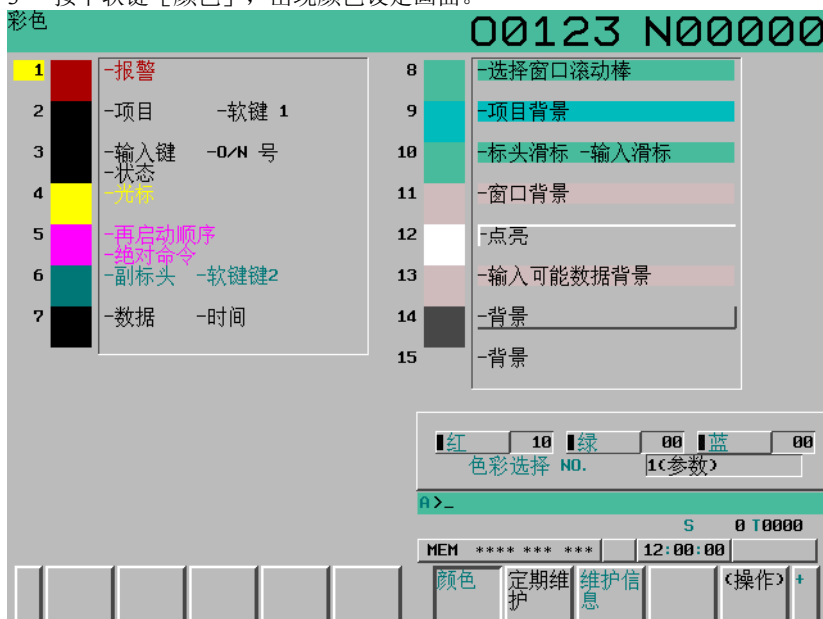 彩色
O0123 N00000
1 -报警
2 -项目 -软键 1
3 -输入键 -O/N 号
-状态
4 -光标
5 -再启动顺序
-绝对命令
6 -副标头 -软键键2
7 -数据 -时间
8 -选择窗口滚动棒
9 -项目背景
10 -标头滑标 -输入滑标
11 -窗口背景
12 -点亮
13 -输入可能数据背景
14 -背景
15 -背景
红 10 绿 00 蓝 00
色彩选择 NO. 1(参数)
A>_
S 0 T0000
MEM **** *** *** 12:00:00
颜色 定期维护 维护信息 (操作) +